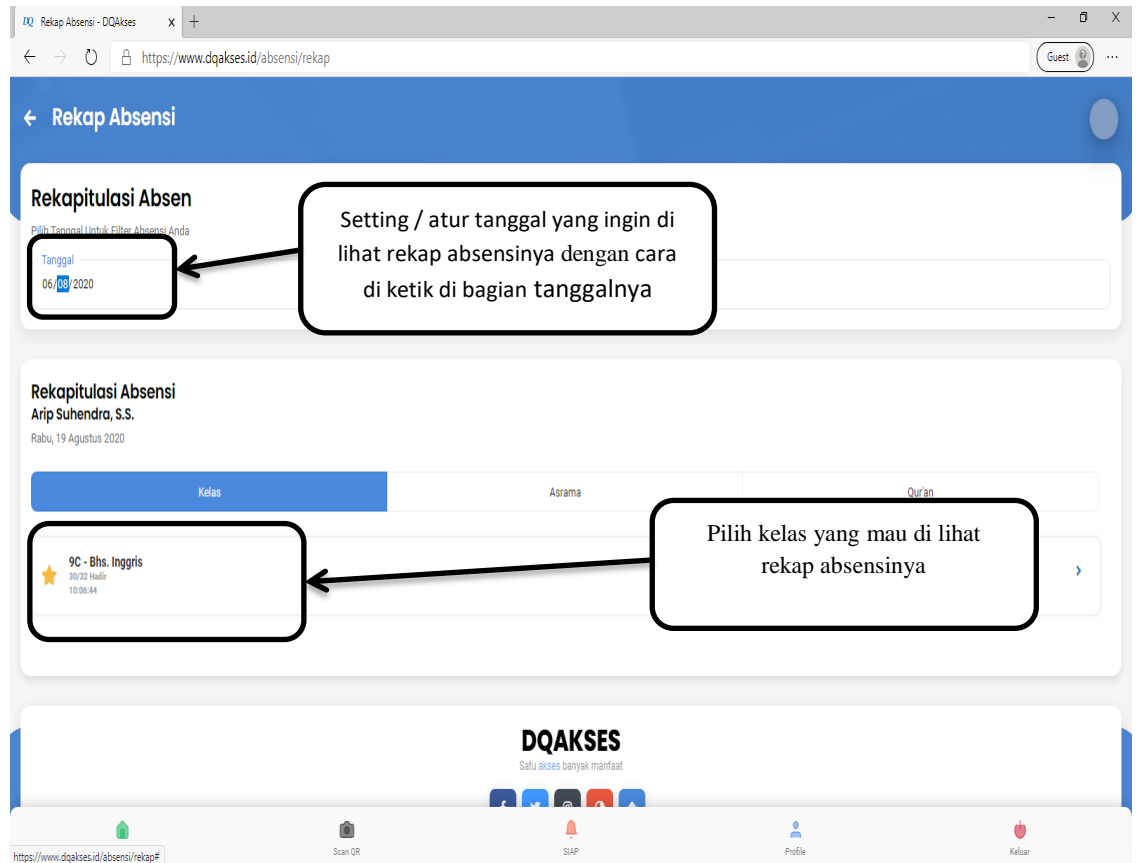 DQ Rekap Absensi - DQAkses
https://www.dqakses.id/absensi/rekap
Guest
Rekap Absensi
Rekapitulasi Absen
Pilih Tanggal Untuk Filter Absensi Anda
Tanggal
06/08/2020
Setting / atur tanggal yang ingin di
lihat rekap absensinya dengan cara
di ketik di bagian tanggalnya
Rekapitulasi Absensi
Arip Suhendra, S.S.
Rabu, 19 Agustus 2020
Kelas
Asrama
Qur'an
9C - Bhs. Inggris
30/32 Hadir
10:06:44
Pilih kelas yang mau di lihat
rekap absensinya
DQAKSES
Satu akses banyak manfaat
Scan QR
SIAP
Profile
Keluar
https://www.dqakses.id/absensi/rekap#